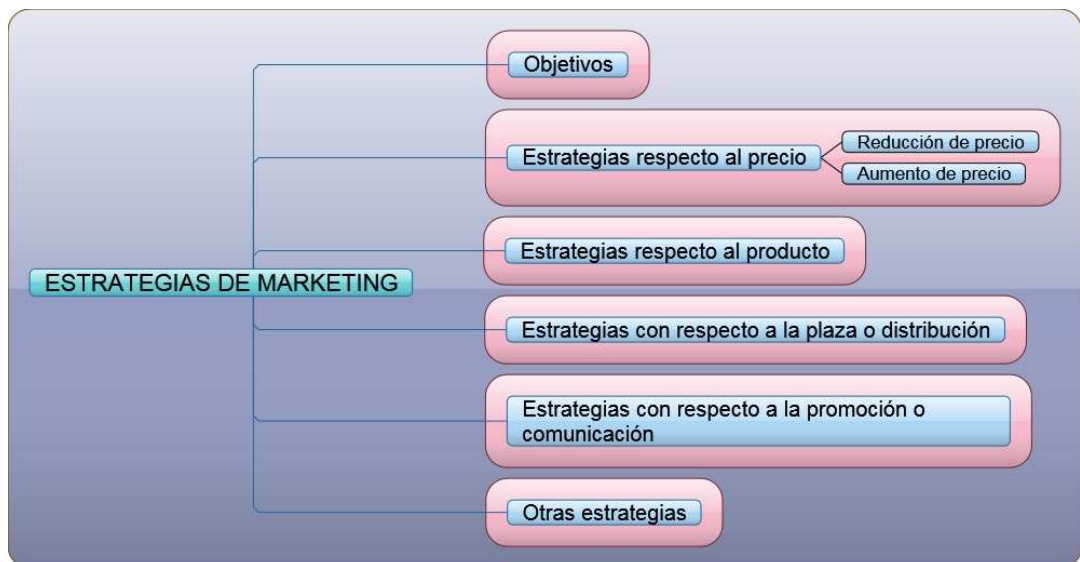 Objetivos
Estrategias respecto al precio
Reducción de precio
Aumento de precio
Estrategias respecto al producto
ESTRATEGIAS DE MARKETING
Estrategias con respecto a la plaza o distribución
Estrategias con respecto a la promoción o
comunicación
Otras estrategias